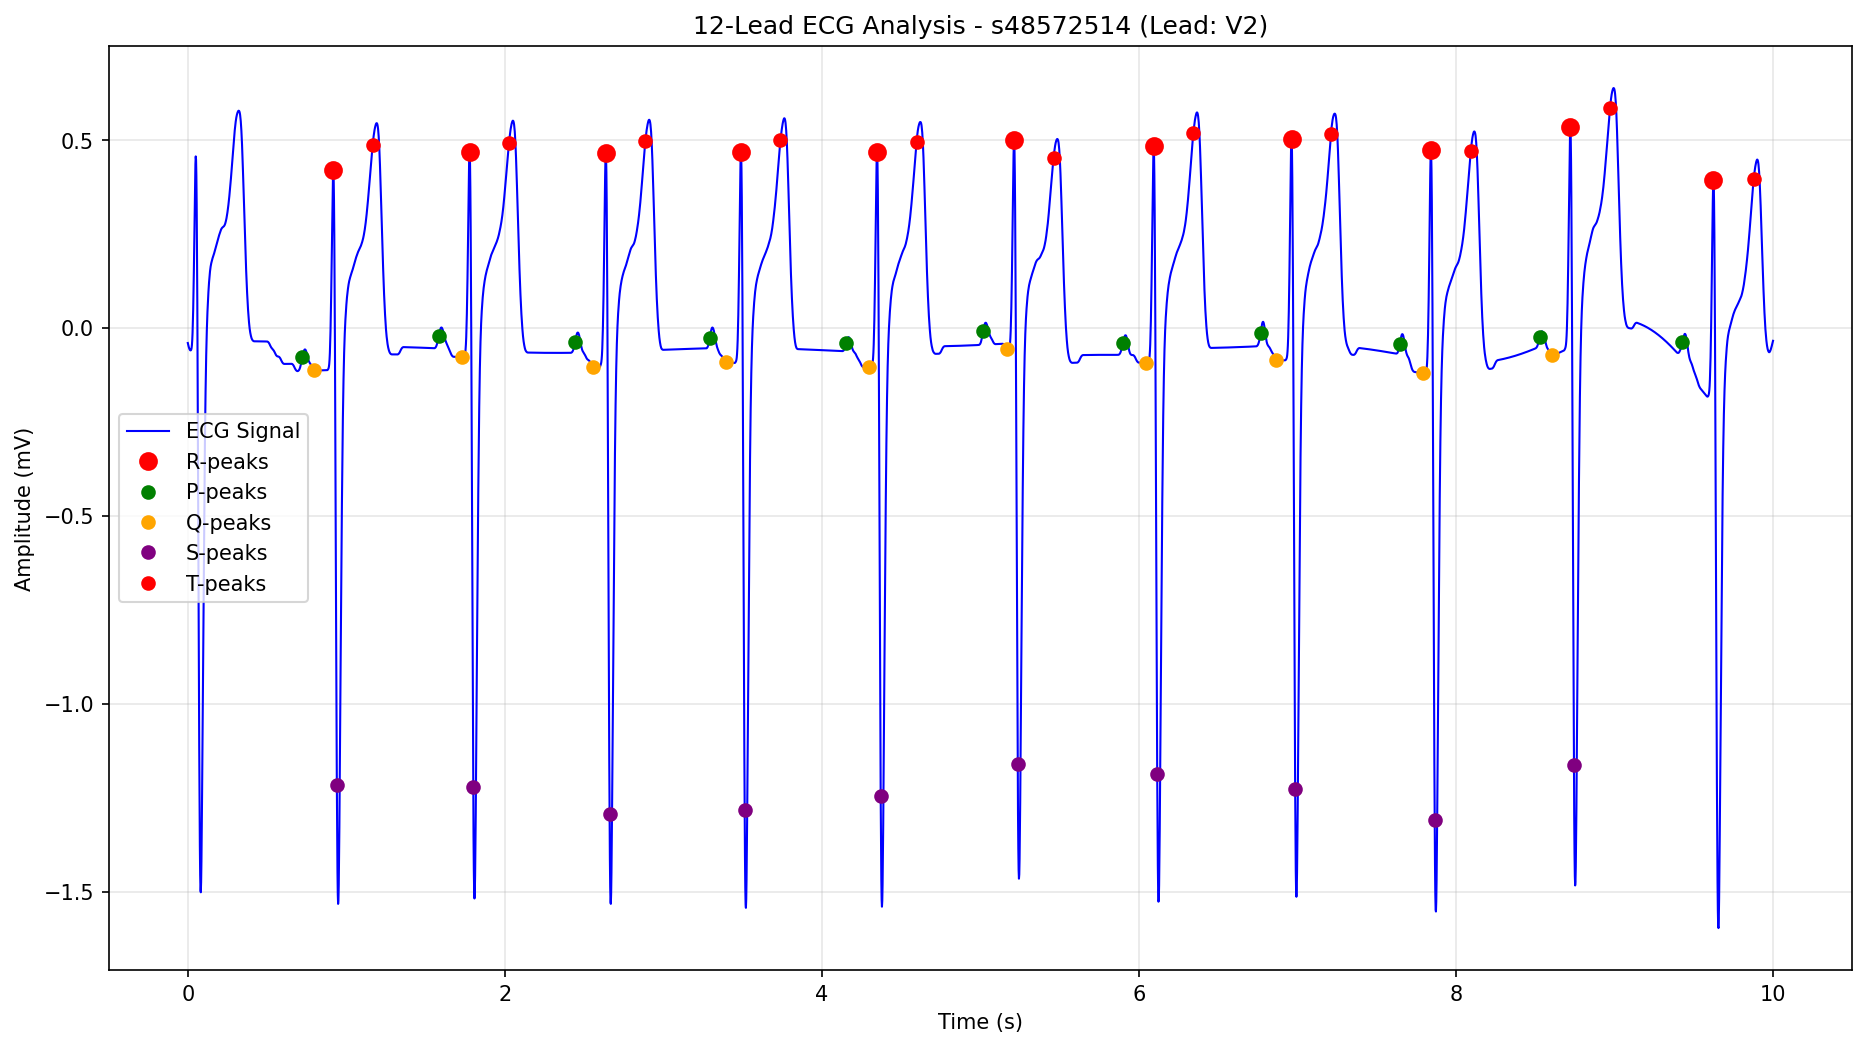 12-Lead ECG Analysis - s48572514 (Lead: V2)
Amplitude (mV)
0.5
0.0
−0.5
−1.0
−1.5
ECG Signal
R-peaks
P-peaks
Q-peaks
S-peaks
T-peaks
0 2 4 6 8 10
Time (s)